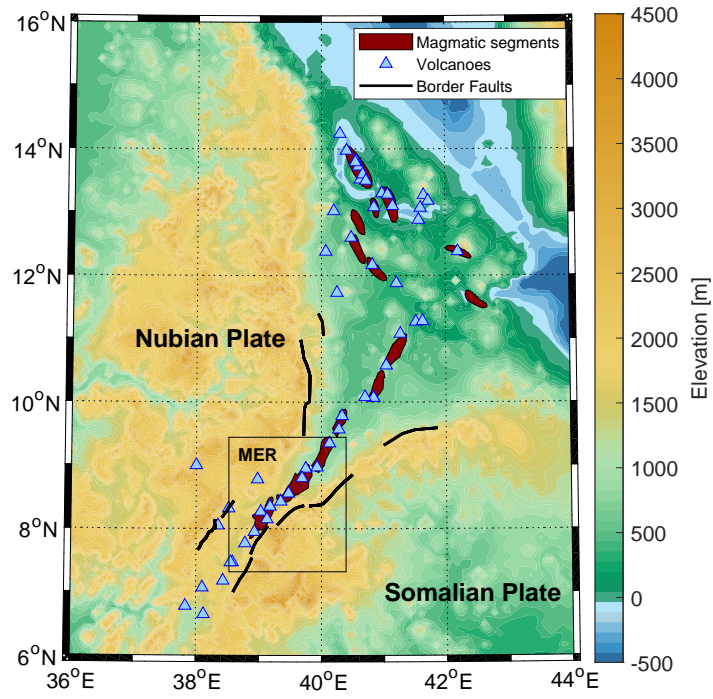 16°N
14°N
12°N
10°N
8°N
6°N
36°E
38°E
40°E
42°E
44°E
Magmatic segments
Volcanoes
Border Faults
Nubian Plate
MER
Somalian Plate
4500
4000
3500
3000
2500
2000
1500
1000
500
0
-500
Elevation [m]